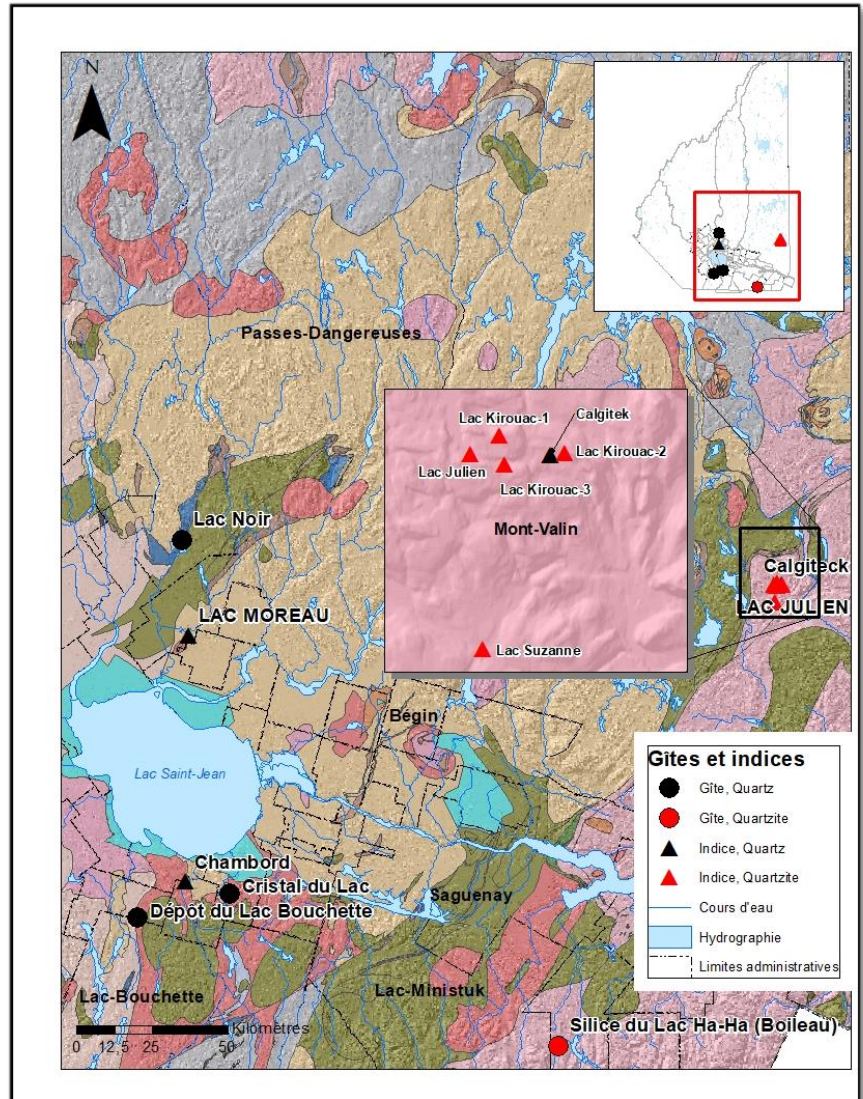 N
Passes-Dangereuses
Lac Kirouac-1
Calgitek
Lac Julien
Lac Kirouac-2
Lac Kirouac-3
Mont-Valin
Lac Suzanne
Lac Noir
LAC MOREAU
Calgiteck
LAC JULIEN
Bégin
Lac Saint-Jean
Chambord
Cristal du Lac
Dépôt du Lac Bouchette
Saguenay
Lac-Bouchette
Lac-Ministuk
Silice du Lac Ha-Ha (Boileau)
Kilomètres
0 12,5 25 50
Gîtes et indices
Gîte, Quartz
Gîte, Quartzite
Indice, Quartz
Indice, Quartzite
Cours d'eau
Hydrographie
Limites administratives